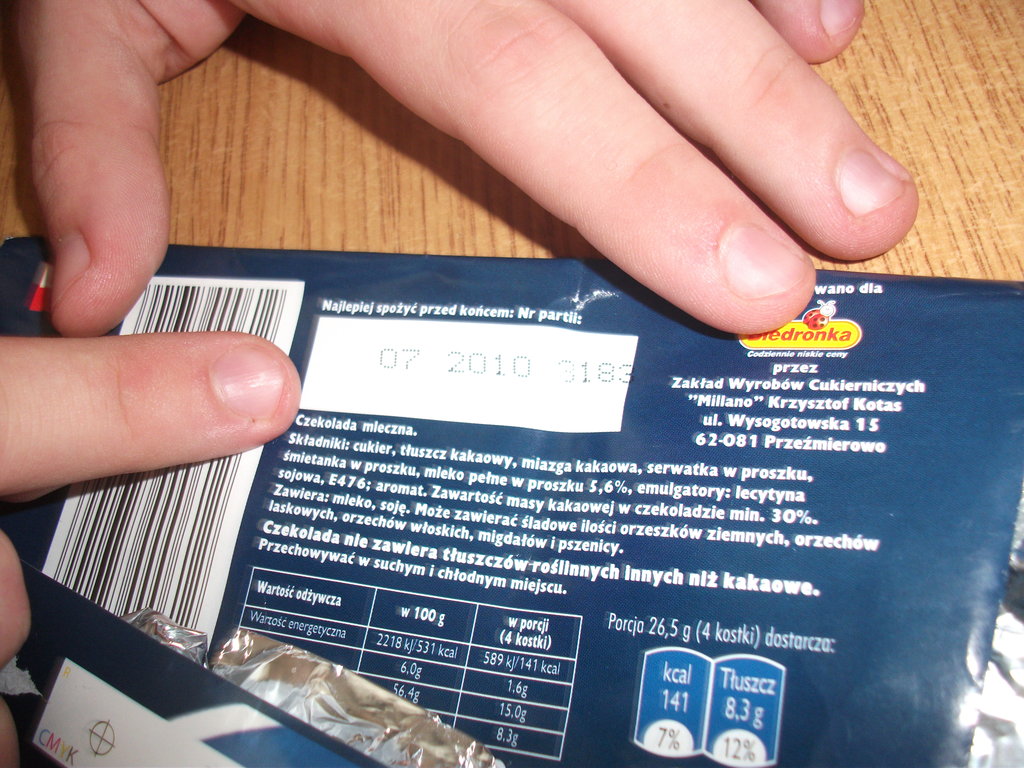 Najlepiej spożyć przed końcem: Nr partii:
07 2010 3183
Czekolada mleczna.
Składniki: cukier, tłuszcz kakaowy, miazga kakaowa, serwatka w proszku,
śmietanka w proszku, mleko pełne w proszku 5,6%, emulgatory: lecytyna
sojowa, E476; aromat. Zawartość masy kakaowej w czekoladzie min. 30%.
Zawiera: mleko, soję. Może zawierać śladowe ilości orzeszków ziemnych, orzechów
laskowych, orzechów włoskich, migdałów i pszenicy.
Czekolada nie zawiera tłuszczów roślinnych innych niż kakaowe.
Przechowywać w suchym i chłodnym miejscu.
Wartość odżywcza w 100 g w porcji
(4 kostki)
Wartość energetyczna 2218 kJ/531 kcal 589 kJ/141 kcal
6.0g 1.6g
56.4g 15.0g
8.3g
wano dla
Biedronka
Codziennie niskie ceny
przez
Zakład Wyrobów Cukierniczych
"Millano" Krzysztof Kotas
ul. Wysogotowska 15
62-081 Przeźmierowo
Porcja 26,5 g (4 kostki) dostarcza:
kcal
141
7%
Tłuszcz
8,3 g
12%
CMYK